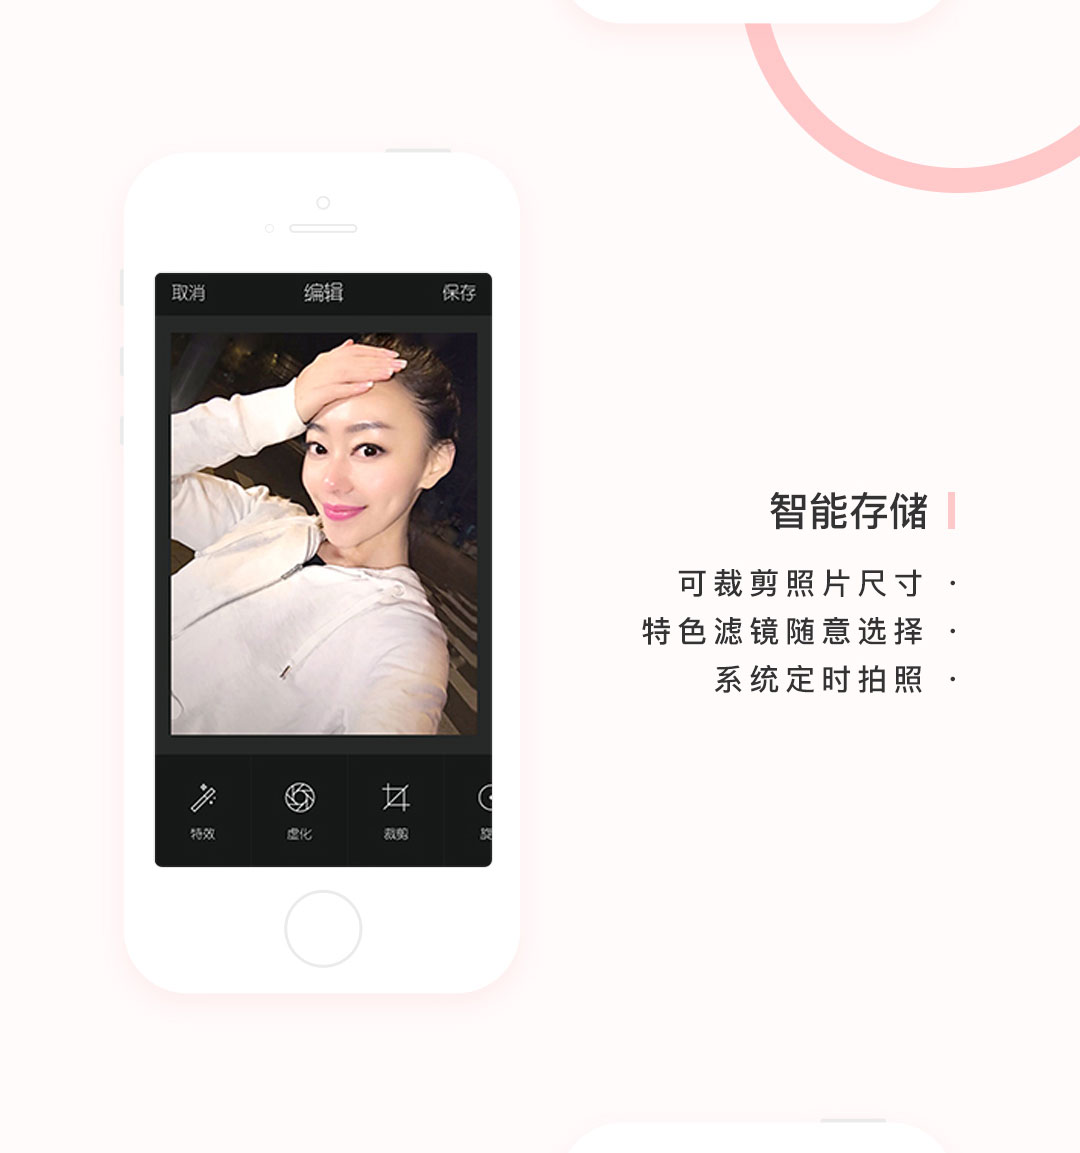 取消 编辑 保存
特效 虚化 裁剪
智能存储
可裁剪照片尺寸 ·
特色滤镜随意选择 ·
系统定时拍照 ·